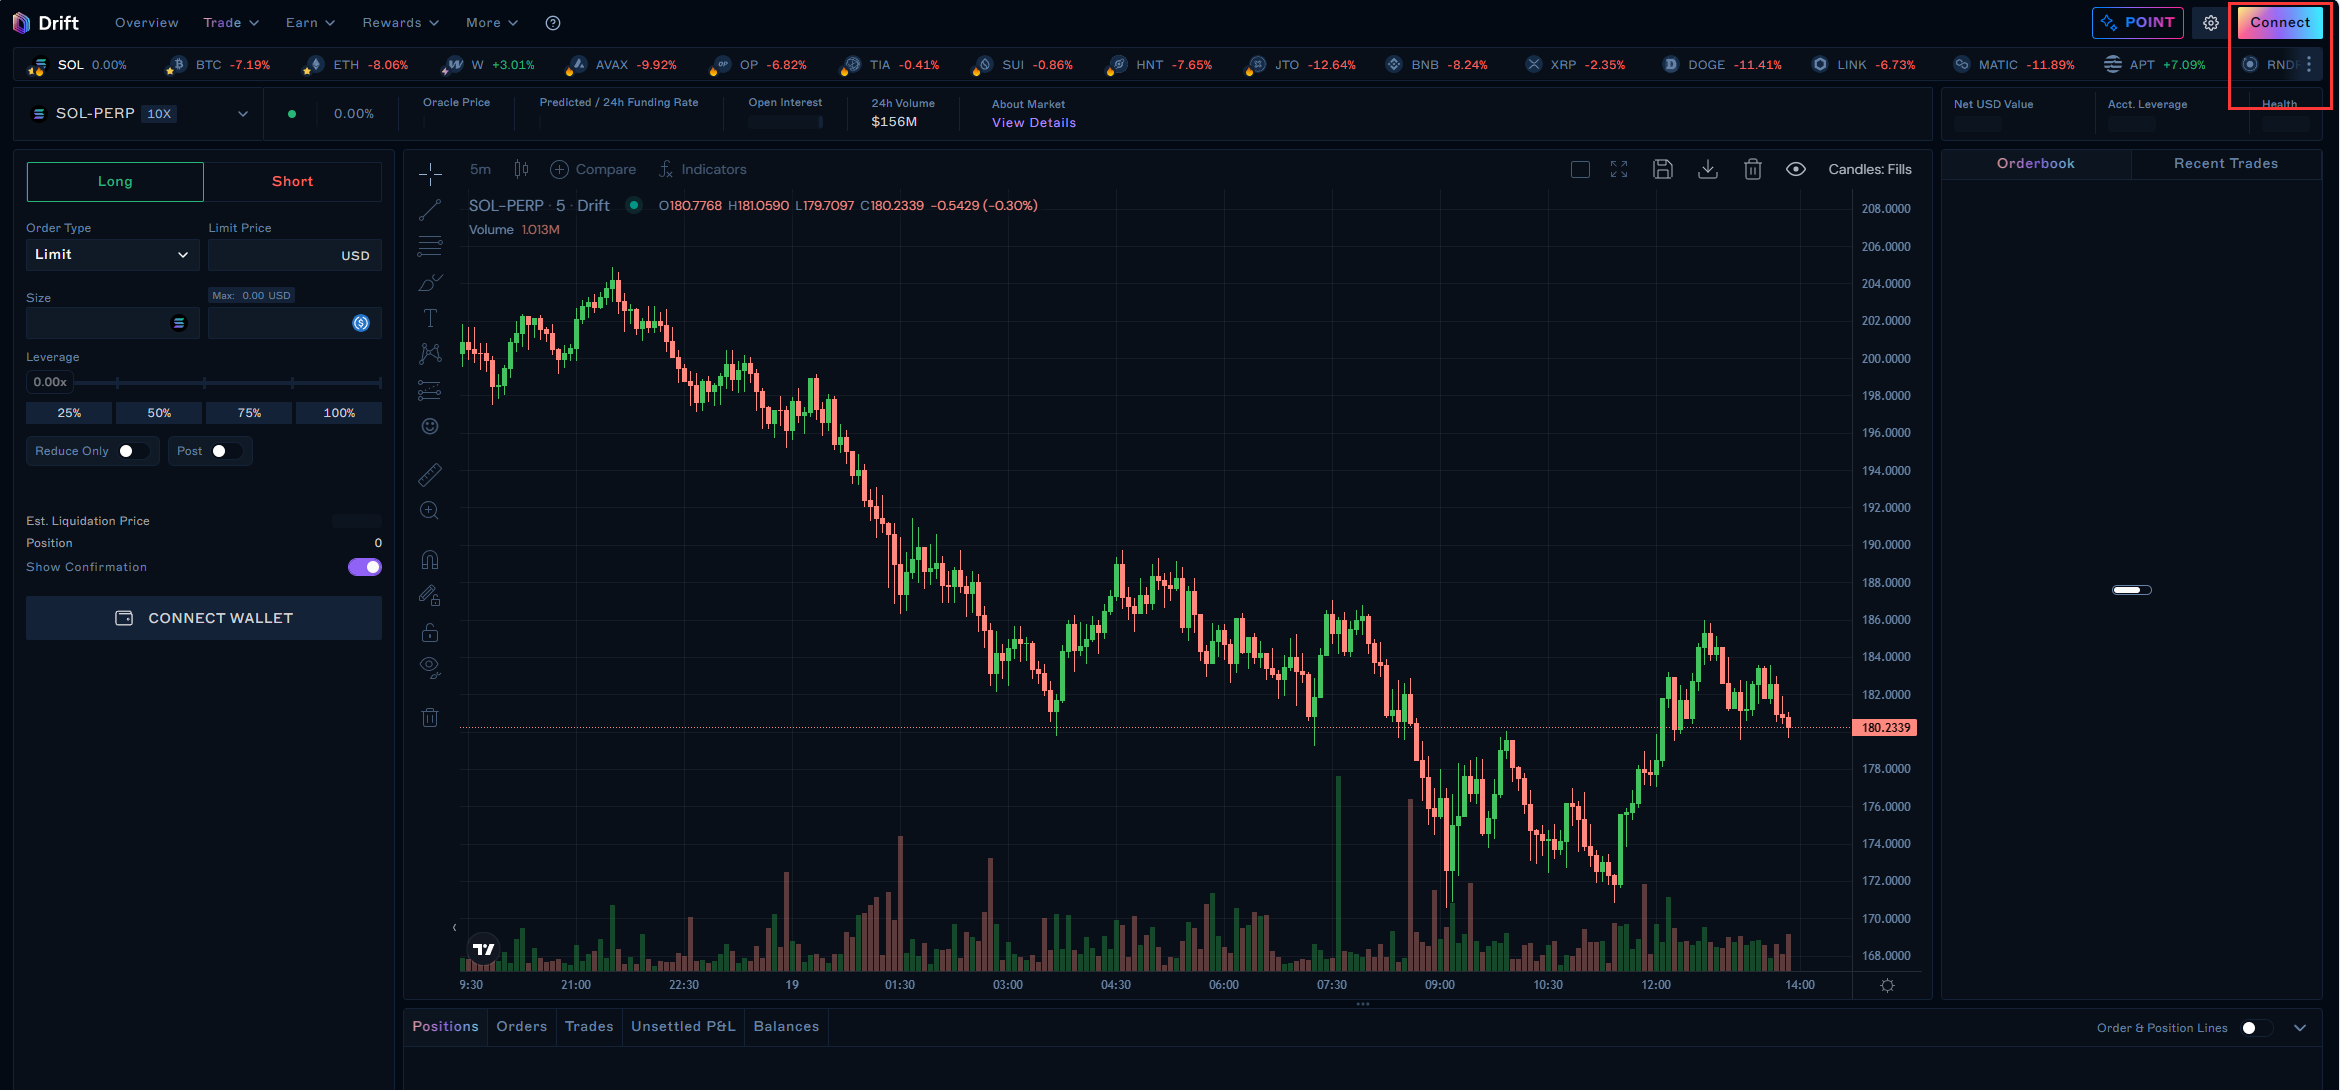 Drift Overview Trade Earn Rewards More POINT Connect
SOL 0.00% BTC -7.19% ETH -8.06% W +3.01% AVAX -9.92% OP -6.82% TIA -0.41% SUI -0.86% HNT -7.65% JTO -12.64% BNB -8.24% XRP -2.35% DOGE -11.41% LINK -6.73% MATIC -11.89% APT +7.09% RND
SOL-PERP 10X 0.00%
Oracle Price
Predicted / 24h Funding Rate
Open Interest
24h Volume
$156M
About Market
View Details
Net USD Value
Acct. Leverage
Health
Long Short
Order Type Limit Price
Limit USD
Size Max: 0.00 USD
Leverage
0.00x
25% 50% 75% 100%
Reduce Only Post
Est. Liquidation Price
Position 0
Show Confirmation
CONNECT WALLET
5m Compare Indicators Candles: Fills
SOL-PERP · 5 · Drift O180.7768 H181.0590 L179.7097 C180.2339 -0.5429 (-0.30%)
Volume 1.013M
208.0000
206.0000
204.0000
202.0000
200.0000
198.0000
196.0000
194.0000
192.0000
190.0000
188.0000
186.0000
184.0000
182.0000
180.2339
178.0000
176.0000
174.0000
172.0000
170.0000
168.0000
9:30 21:00 22:30 19 01:30 03:00 04:30 06:00 07:30 09:00 10:30 12:00 14:00
Orderbook Recent Trades
Positions Orders Trades Unsettled P&L Balances Order & Position Lines